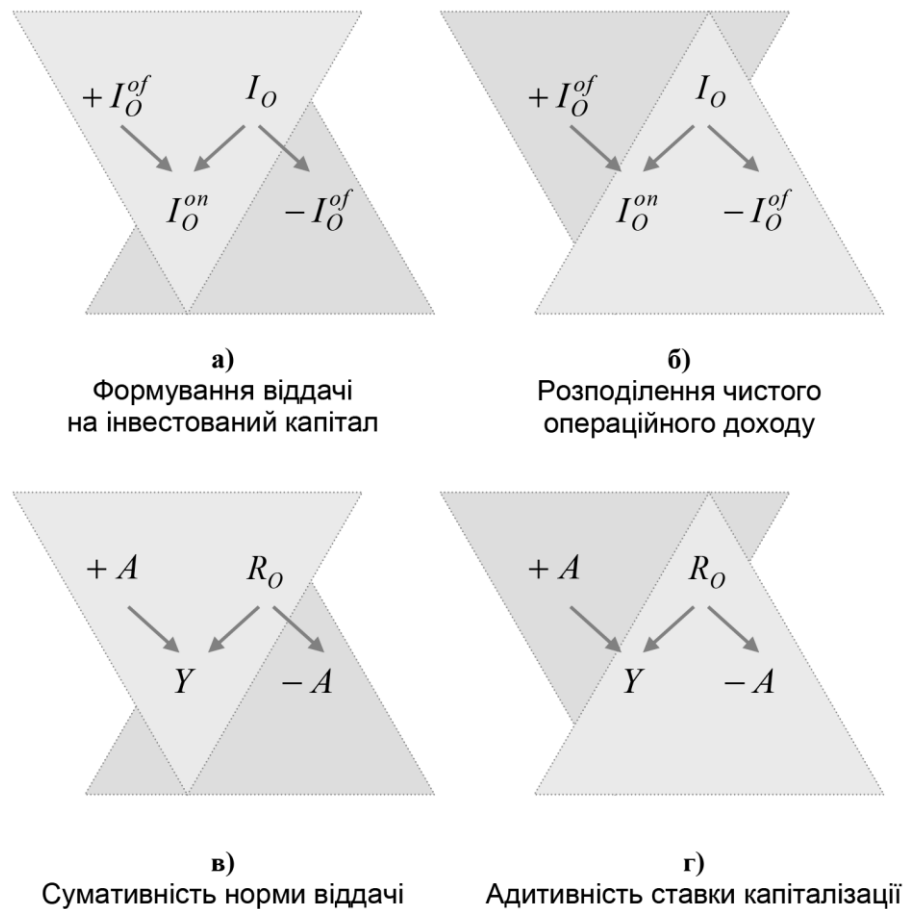 + I_O^{of} I_O
I_O^{on} − I_O^{of}
а)
Формування віддачі
на інвестований капітал
+ I_O^{of} I_O
I_O^{on} − I_O^{of}
б)
Розподілення чистого
операційного доходу
+ A R_O
Y − A
в)
Сумативність норми віддачі
+ A R_O
Y − A
г)
Адитивність ставки капіталізації